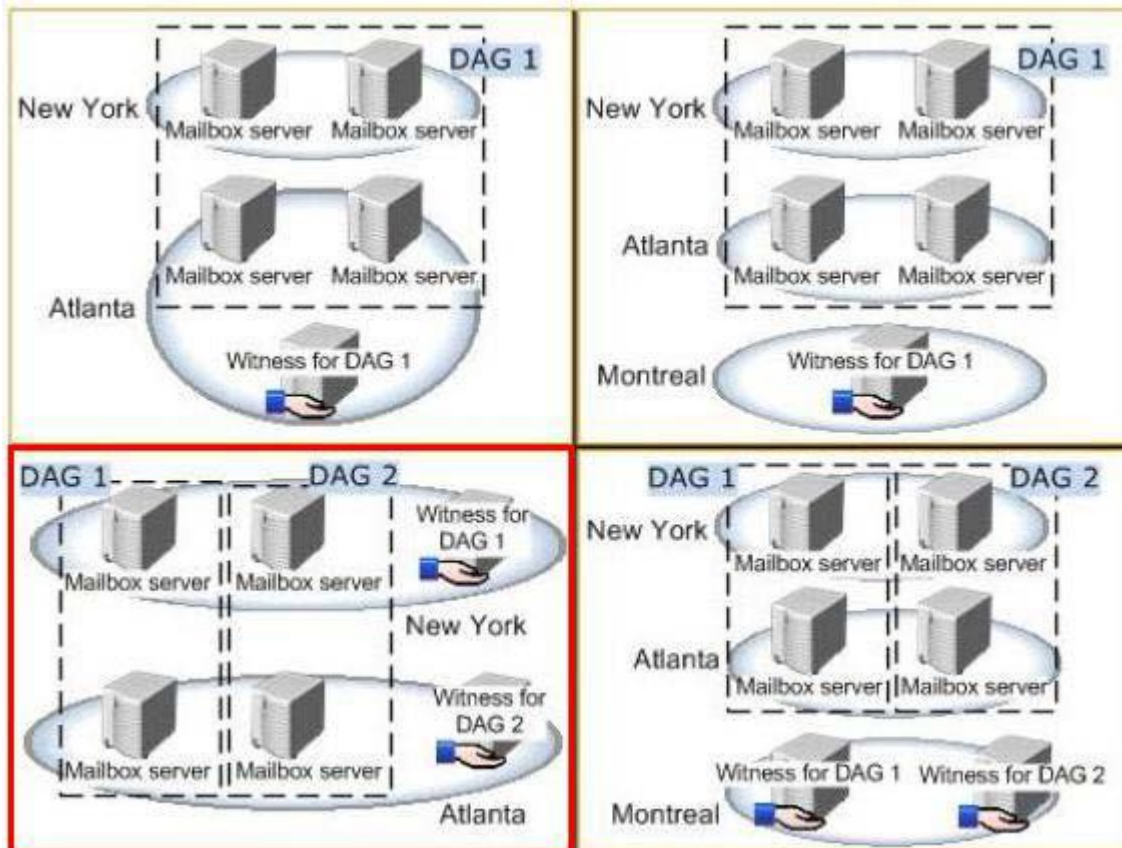 DAG 1
New York
Mailbox server Mailbox server
Mailbox server Mailbox server
Atlanta
Witness for DAG 1
DAG 1
New York
Mailbox server Mailbox server
Atlanta
Mailbox server Mailbox server
Witness for DAG 1
Montreal
DAG 1 DAG 2
Witness for
DAG 1
Mailbox server Mailbox server
New York
Witness for
DAG 2
Mailbox server Mailbox server
Atlanta
DAG 1 DAG 2
New York
Mailbox server Mailbox server
Atlanta
Mailbox server Mailbox server
Witness for DAG 1 Witness for DAG 2
Montreal